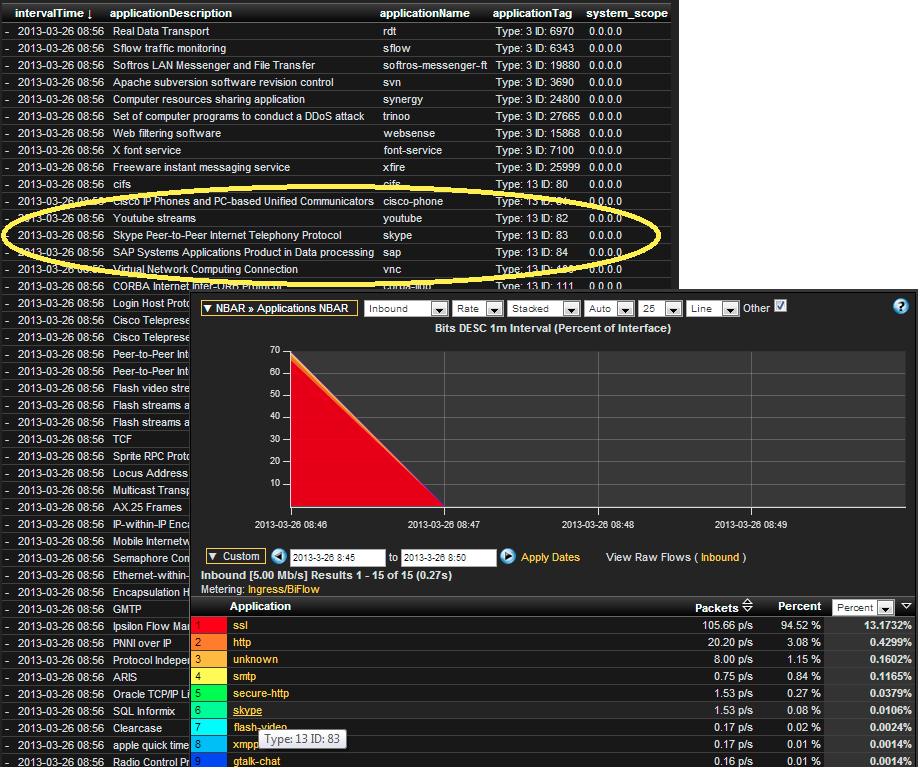 intervalTime ↓ applicationDescription applicationName applicationTag system_scope
- 2013-03-26 08:56 Real Data Transport rdt Type: 3 ID: 6970 0.0.0.0
- 2013-03-26 08:56 Sflow traffic monitoring sflow Type: 3 ID: 6343 0.0.0.0
- 2013-03-26 08:56 Softros LAN Messenger and File Transfer softros-messenger-ft Type: 3 ID: 19880 0.0.0.0
- 2013-03-26 08:56 Apache subversion software revision control svn Type: 3 ID: 3690 0.0.0.0
- 2013-03-26 08:56 Computer resources sharing application synergy Type: 3 ID: 24800 0.0.0.0
- 2013-03-26 08:56 Set of computer programs to conduct a DDoS attack trinoo Type: 3 ID: 27665 0.0.0.0
- 2013-03-26 08:56 Web filtering software websense Type: 3 ID: 15868 0.0.0.0
- 2013-03-26 08:56 X font service font-service Type: 3 ID: 7100 0.0.0.0
- 2013-03-26 08:56 Freeware instant messaging service xfire Type: 3 ID: 25999 0.0.0.0
- 2013-03-26 08:56 cifs cifs Type: 13 ID: 80 0.0.0.0
- 2013-03-26 08:56 Cisco IP Phones and PC-based Unified Communicators cisco-phone Type: 13 ID: 0.0.0.0
- 2013-03-26 08:56 Youtube streams youtube Type: 13 ID: 82 0.0.0.0
- 2013-03-26 08:56 Skype Peer-to-Peer Internet Telephony Protocol skype Type: 13 ID: 83 0.0.0.0
- 2013-03-26 08:56 SAP Systems Applications Product in Data processing sap Type: 13 ID: 84 0.0.0.0
- 2013-03-26 08:56 Virtual Network Computing Connection vnc Type: 13 ID: 0.0.0.0
- 2013-03-26 08:56 CORBA Internet Inter-ORB Type: 13 ID: 111 0.0.0.0
- 2013-03-26 08:56 Login Host Proto
- 2013-03-26 08:56 Cisco Teleprese
- 2013-03-26 08:56 Cisco Teleprese
- 2013-03-26 08:56 Peer-to-Peer Int
- 2013-03-26 08:56 Peer-to-Peer Int
- 2013-03-26 08:56 Flash video stre
- 2013-03-26 08:56 Flash streams a
- 2013-03-26 08:56 Flash streams a
- 2013-03-26 08:56 TCF
- 2013-03-26 08:56 Sprite RPC Proto
- 2013-03-26 08:56 Locus Address
- 2013-03-26 08:56 Multicast Transp
- 2013-03-26 08:56 AX.25 Frames
- 2013-03-26 08:56 IP-within-IP Enca
- 2013-03-26 08:56 Mobile Internetw
- 2013-03-26 08:56 Semaphore Com
- 2013-03-26 08:56 Ethernet-within-
- 2013-03-26 08:56 Encapsulation H
- 2013-03-26 08:56 GMTP
- 2013-03-26 08:56 Ipsilon Flow Man
- 2013-03-26 08:56 PNNI over IP
- 2013-03-26 08:56 Protocol Indepen
- 2013-03-26 08:56 ARIS
- 2013-03-26 08:56 Oracle TCP/IP Li
- 2013-03-26 08:56 SQL Informix
- 2013-03-26 08:56 Clearcase
- 2013-03-26 08:56 apple quick time
- 2013-03-26 08:56 Radio Control Pr
▼ NBAR » Applications NBAR Inbound Rate Stacked Auto 25 Line Other ?
Bits DESC 1m Interval (Percent of Interface)
70
60
50
40
30
20
10
2013-03-26 08:46 2013-03-26 08:47 2013-03-26 08:48 2013-03-26 08:49
▼ Custom 2013-3-26 8:45 to 2013-3-26 8:50 Apply Dates View Raw Flows ( Inbound )
Inbound [5.00 Mb/s] Results 1 - 15 of 15 (0.27s)
Metering: Ingress/BiFlow
Application Packets Percent Percent
1 ssl 105.66 p/s 94.52 % 13.1732%
2 http 20.20 p/s 3.08 % 0.4299%
3 unknown 8.00 p/s 1.15 % 0.1602%
4 smtp 0.75 p/s 0.84 % 0.1165%
5 secure-http 1.53 p/s 0.27 % 0.0379%
6 skype 1.53 p/s 0.08 % 0.0106%
7 flash-video 0.17 p/s 0.02 % 0.0024%
8 xmpp 0.17 p/s 0.01 % 0.0014%
9 gtalk-chat 0.16 p/s 0.01 % 0.0014%
Type: 13 ID: 83